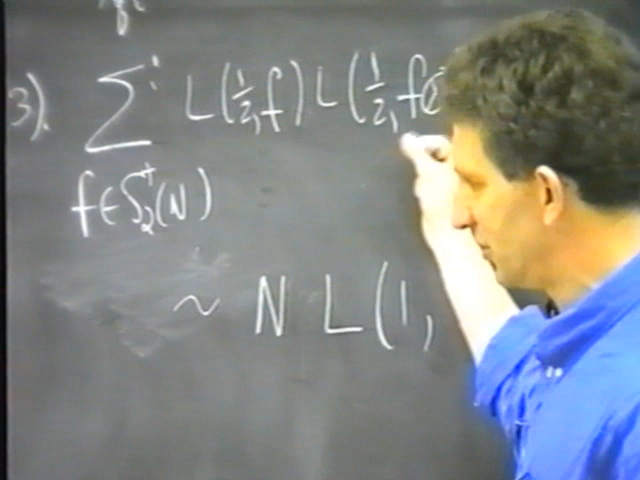 3). ∑' L(½, f) L(½, f⊗
f∈S₂⁺(N)
~ N L(1,